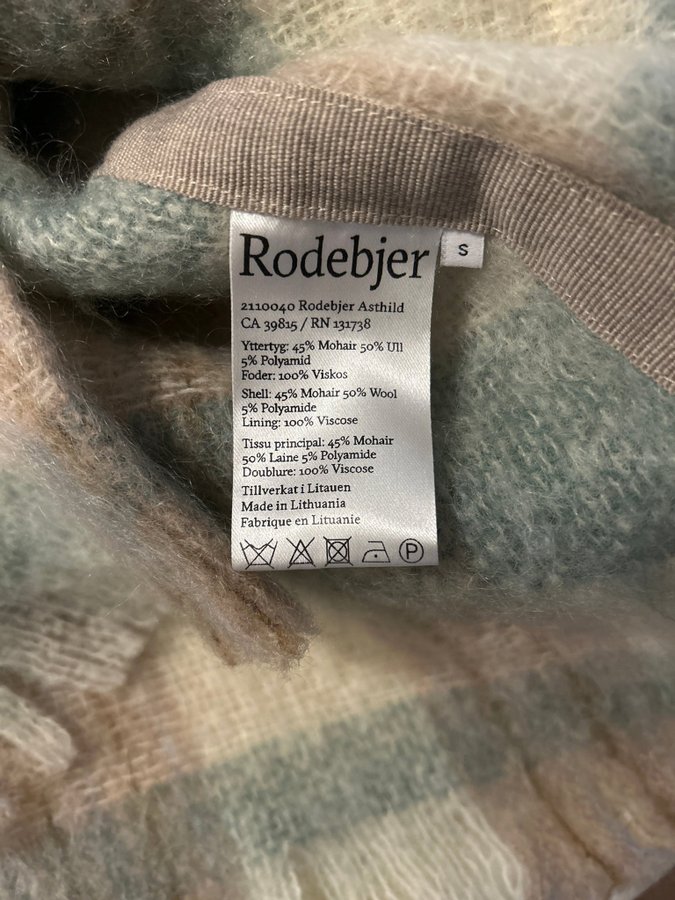 Rodebjer
S
2110040 Rodebjer Asthild
CA 39815 / RN 131738
Yttertyg: 45% Mohair 50% Ull
5% Polyamid
Foder: 100% Viskos
Shell: 45% Mohair 50% Wool
5% Polyamide
Lining: 100% Viscose
Tissu principal: 45% Mohair
50% Laine 5% Polyamide
Doublure: 100% Viscose
Tillverkat i Litauen
Made in Lithuania
Fabrique en Lituanie
P